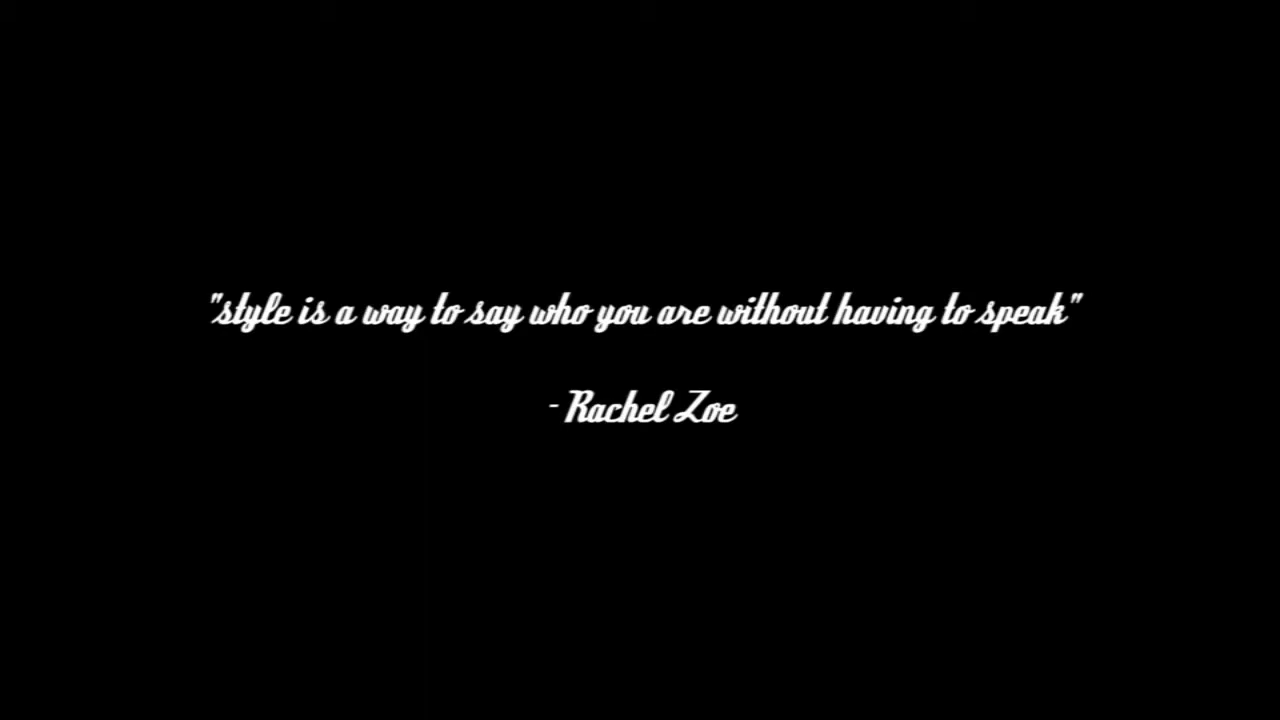 "style is a way to say who you are without having to speak"
- Rachel Zoe